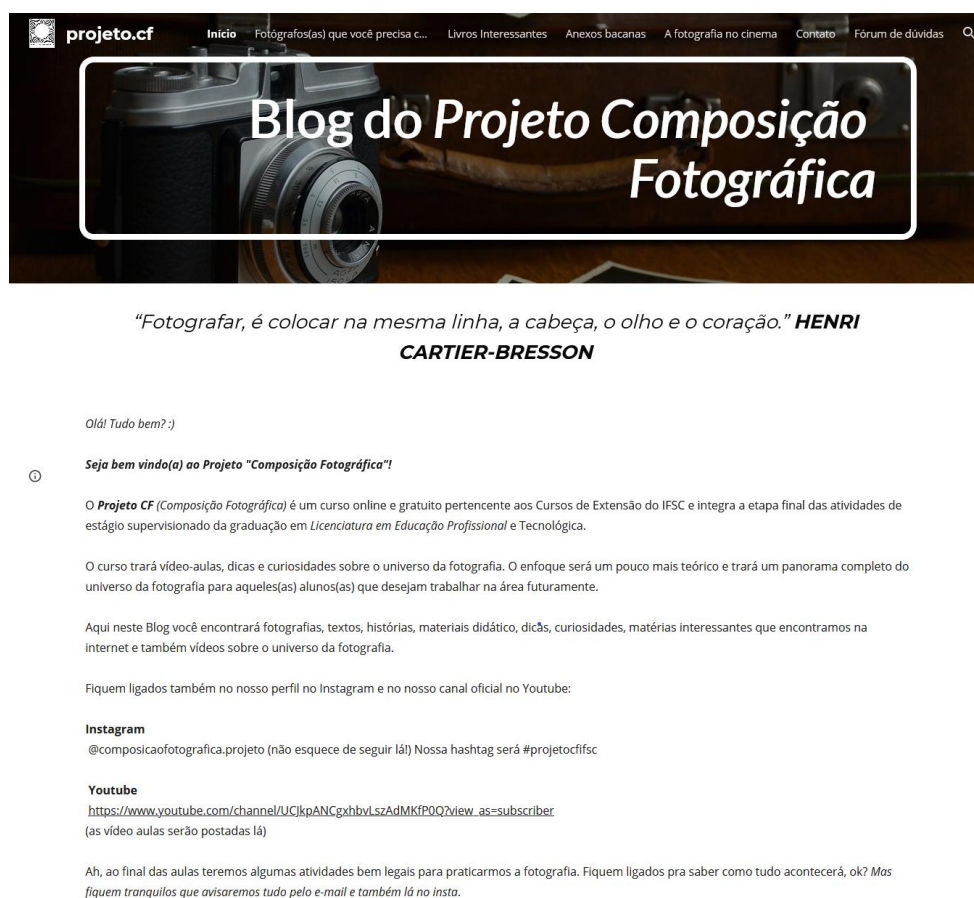 projeto.cf
Início Fotógrafos(as) que você precisa c... Livros Interessantes Anexos bacanas A fotografia no cinema Contato Fórum de dúvidas
Blog do Projeto Composição
Fotográfica
“Fotografar, é colocar na mesma linha, a cabeça, o olho e o coração.” HENRI
CARTIER-BRESSON
Olá! Tudo bem? :)
Seja bem vindo(a) ao Projeto "Composição Fotográfica"!
O Projeto CF (Composição Fotográfica) é um curso online e gratuito pertencente aos Cursos de Extensão do IFSC e integra a etapa final das atividades de
estágio supervisionado da graduação em Licenciatura em Educação Profissional e Tecnológica.
O curso trará vídeo-aulas, dicas e curiosidades sobre o universo da fotografia. O enfoque será um pouco mais teórico e trará um panorama completo do
universo da fotografia para aqueles(as) alunos(as) que desejam trabalhar na área futuramente.
Aqui neste Blog você encontrará fotografias, textos, histórias, materiais didático, dicas, curiosidades, matérias interessantes que encontramos na
internet e também vídeos sobre o universo da fotografia.
Fiquem ligados também no nosso perfil no Instagram e no nosso canal oficial no Youtube:
Instagram
@composicaofotografica.projeto (não esquece de seguir lá!) Nossa hashtag será #projetocfifsc
Youtube
https://www.youtube.com/channel/UCJkpANCgxhbvLszAdMKfP0Q?view_as=subscriber
(as vídeo aulas serão postadas lá)
Ah, ao final das aulas teremos algumas atividades bem legais para praticarmos a fotografia. Fiquem ligados pra saber como tudo acontecerá, ok? Mas
fiquem tranquilos que avisaremos tudo pelo e-mail e também lá no insta.